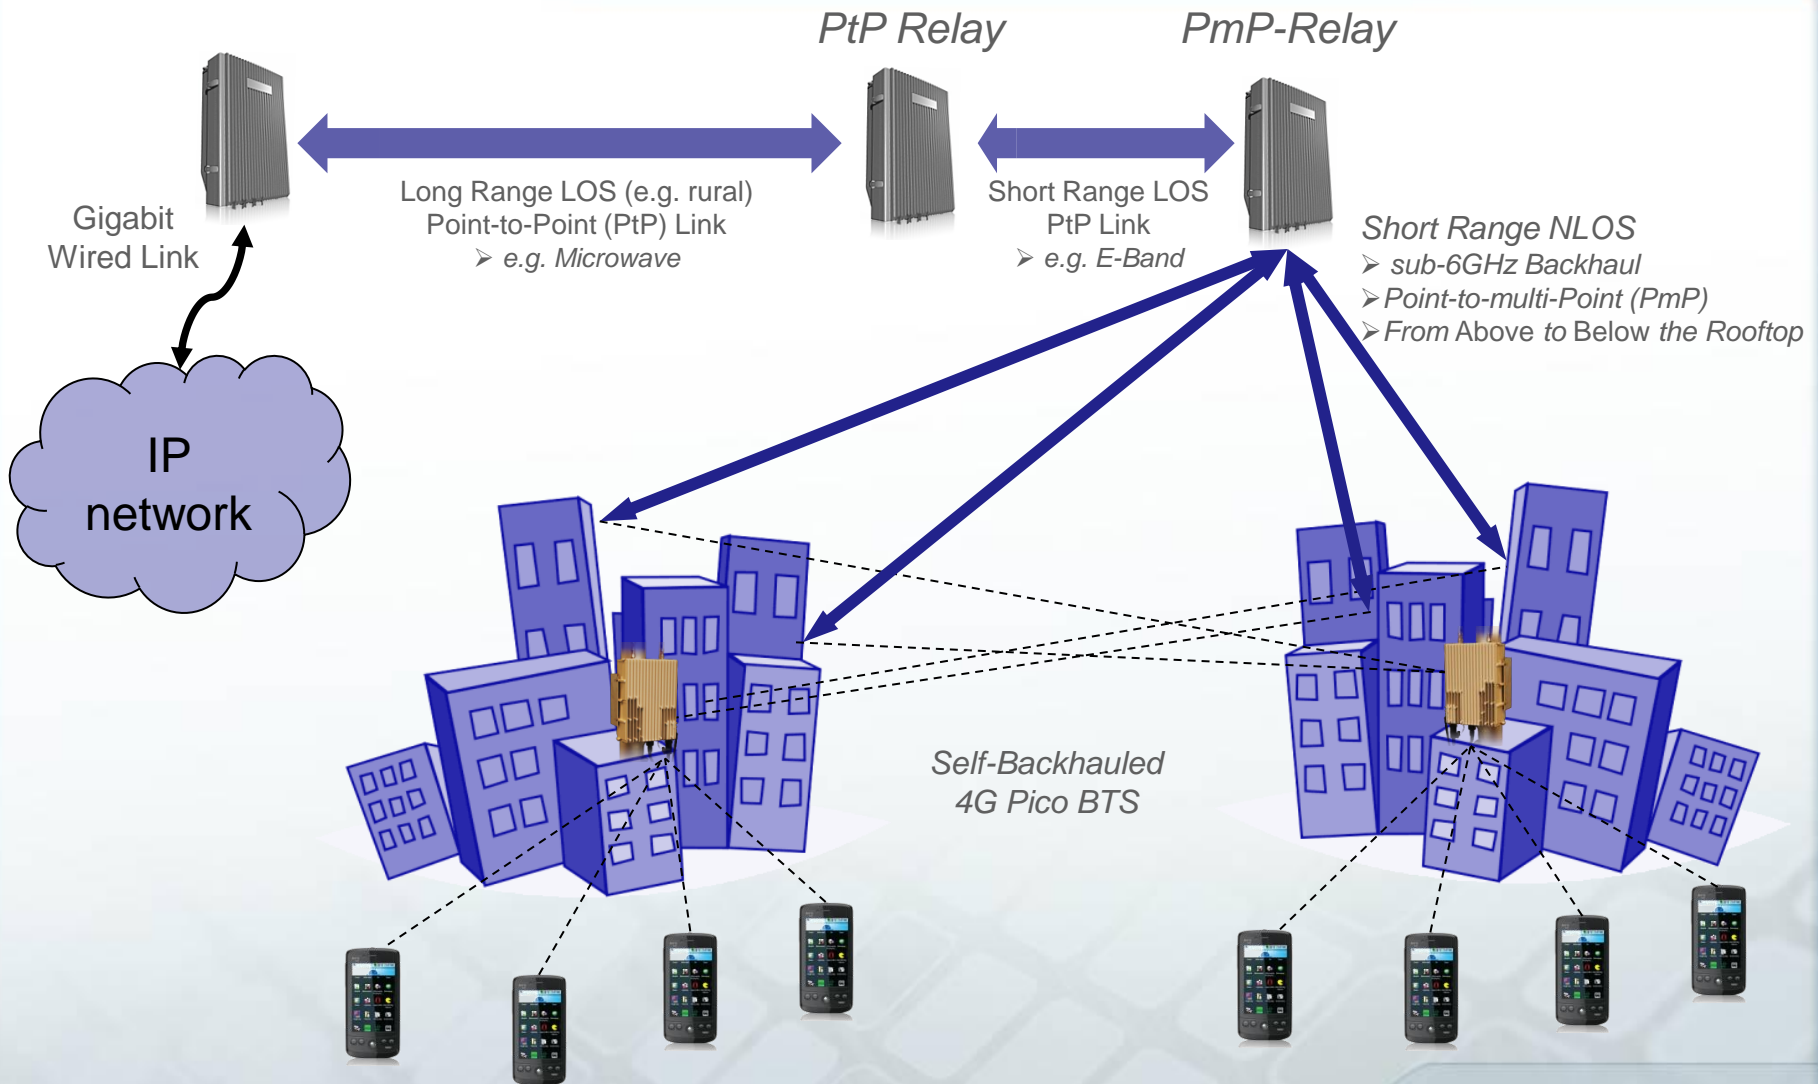 PtP Relay
PmP-Relay
Gigabit
Wired Link
Long Range LOS (e.g. rural)
Point-to-Point (PtP) Link
➢ e.g. Microwave
Short Range LOS
PtP Link
➢ e.g. E-Band
Short Range NLOS
➢ sub-6GHz Backhaul
➢ Point-to-multi-Point (PmP)
➢ From Above to Below the Rooftop
IP
network
Self-Backhauled
4G Pico BTS